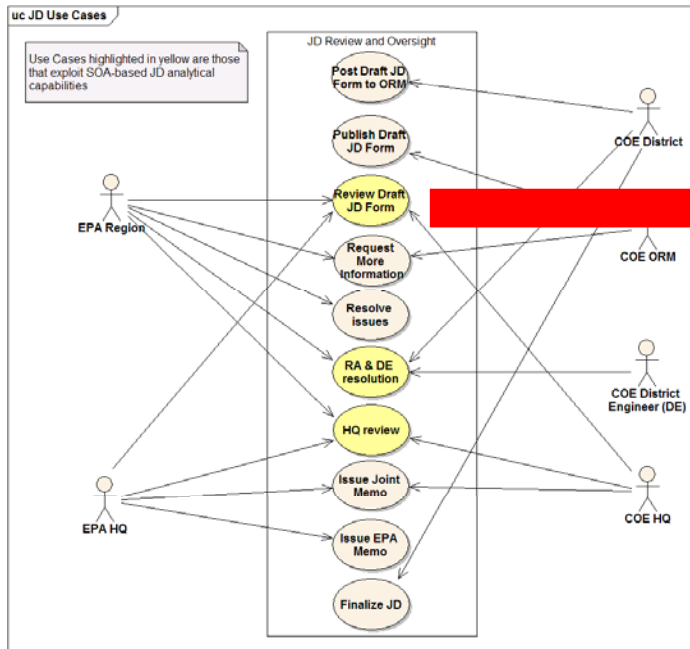 uc JD Use Cases
Use Cases highlighted in yellow are those
that exploit SOA-based JD analytical
capabilities
JD Review and Oversight
Post Draft JD
Form to ORM
Publish Draft
JD Form
Review Draft
JD Form
Request
More
Information
Resolve
issues
RA & DE
resolution
HQ review
Issue Joint
Memo
Issue EPA
Memo
Finalize JD
EPA Region
EPA HQ
COE District
COE ORM
COE District
Engineer (DE)
COE HQ